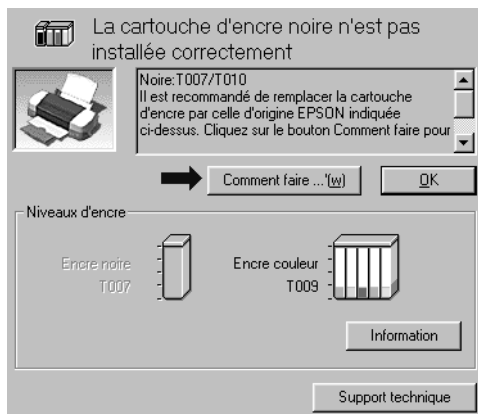 La cartouche d'encre noire n'est pas
installée correctement
Noire:T007/T010
Il est recommandé de remplacer la cartouche
d'encre par celle d'origine EPSON indiquée
ci-dessus. Cliquez sur le bouton Comment faire pour
Comment faire ...'(w)
OK
Niveaux d'encre
Encre noire
T007
Encre couleur
T009
Information
Support technique